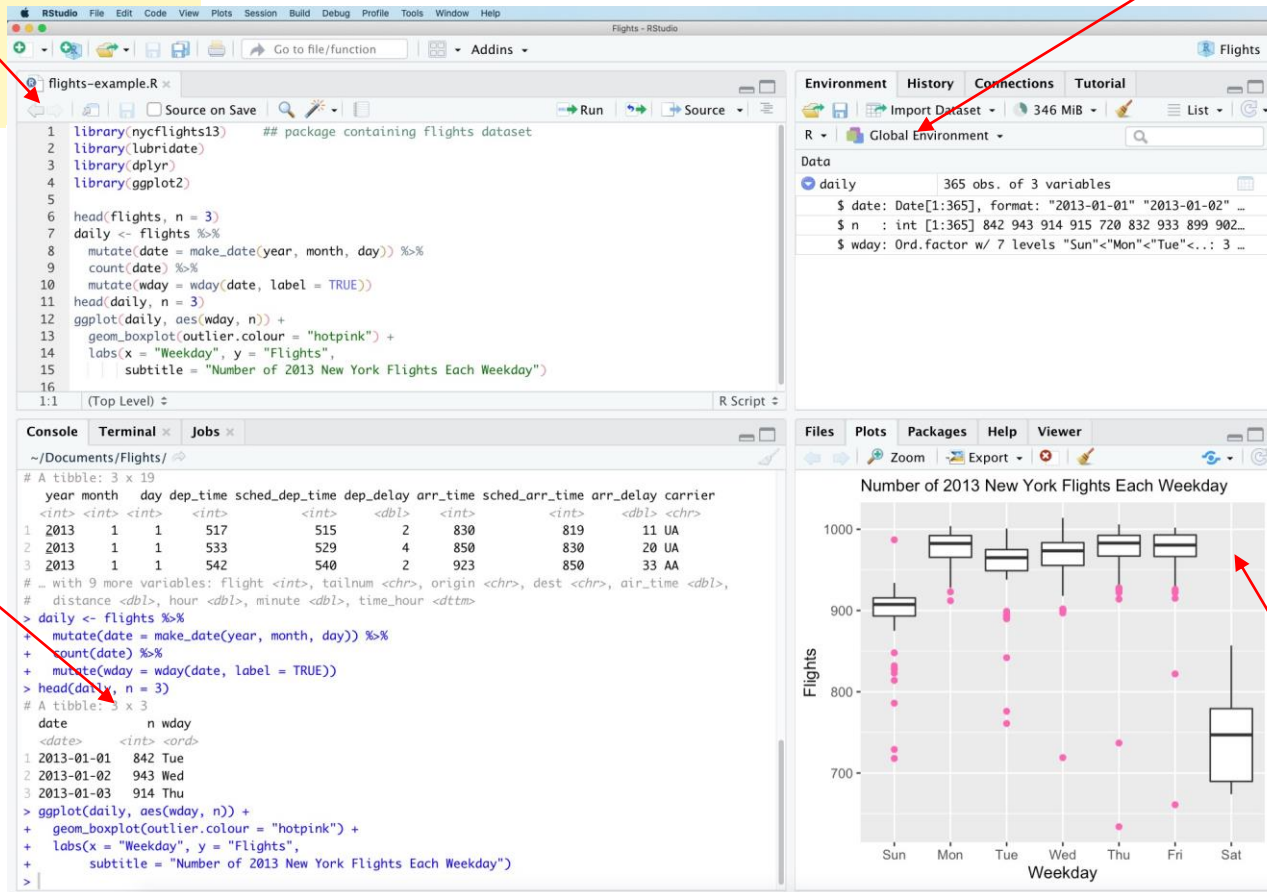 RStudio File Edit Code View Plots Session Build Debug Profile Tools Window Help
Flights - RStudio
Go to file/function Addins Flights
flights-example.R
Source on Save Run Source
1 library(nycflights13) ## package containing flights dataset
2 library(lubridate)
3 library(dplyr)
4 library(ggplot2)
5
6 head(flights, n = 3)
7 daily <- flights %>%
8 mutate(date = make_date(year, month, day)) %>%
9 count(date) %>%
10 mutate(wday = wday(date, label = TRUE))
11 head(daily, n = 3)
12 ggplot(daily, aes(wday, n)) +
13 geom_boxplot(outlier.colour = "hotpink") +
14 labs(x = "Weekday", y = "Flights",
15 subtitle = "Number of 2013 New York Flights Each Weekday")
16
1:1 (Top Level) R Script
Environment History Connections Tutorial
Import Dataset 346 MiB List
R Global Environment
Data
daily 365 obs. of 3 variables
$ date: Date[1:365], format: "2013-01-01" "2013-01-02" …
$ n : int [1:365] 842 943 914 915 720 832 933 899 902…
$ wday: Ord.factor w/ 7 levels "Sun"<"Mon"<"Tue"<..: 3 …
Console Terminal Jobs
~/Documents/Flights/
# A tibble: 3 x 19
year month day dep_time sched_dep_time dep_delay arr_time sched_arr_time arr_delay carrier
<int> <int> <int> <int> <int> <dbl> <int> <int> <dbl> <chr>
1 2013 1 1 517 515 2 830 819 11 UA
2 2013 1 1 533 529 4 850 830 20 UA
3 2013 1 1 542 540 2 923 850 33 AA
# … with 9 more variables: flight <int>, tailnum <chr>, origin <chr>, dest <chr>, air_time <dbl>,
# distance <dbl>, hour <dbl>, minute <dbl>, time_hour <dttm>
> daily <- flights %>%
+ mutate(date = make_date(year, month, day)) %>%
+ count(date) %>%
+ mutate(wday = wday(date, label = TRUE))
> head(daily, n = 3)
# A tibble: 3 x 3
date n wday
<date> <int> <ord>
1 2013-01-01 842 Tue
2 2013-01-02 943 Wed
3 2013-01-03 914 Thu
> ggplot(daily, aes(wday, n)) +
+ geom_boxplot(outlier.colour = "hotpink") +
+ labs(x = "Weekday", y = "Flights",
+ subtitle = "Number of 2013 New York Flights Each Weekday")
>
Files Plots Packages Help Viewer
Zoom Export
Number of 2013 New York Flights Each Weekday
1000
900
800
700
Flights
Sun Mon Tue Wed Thu Fri Sat
Weekday